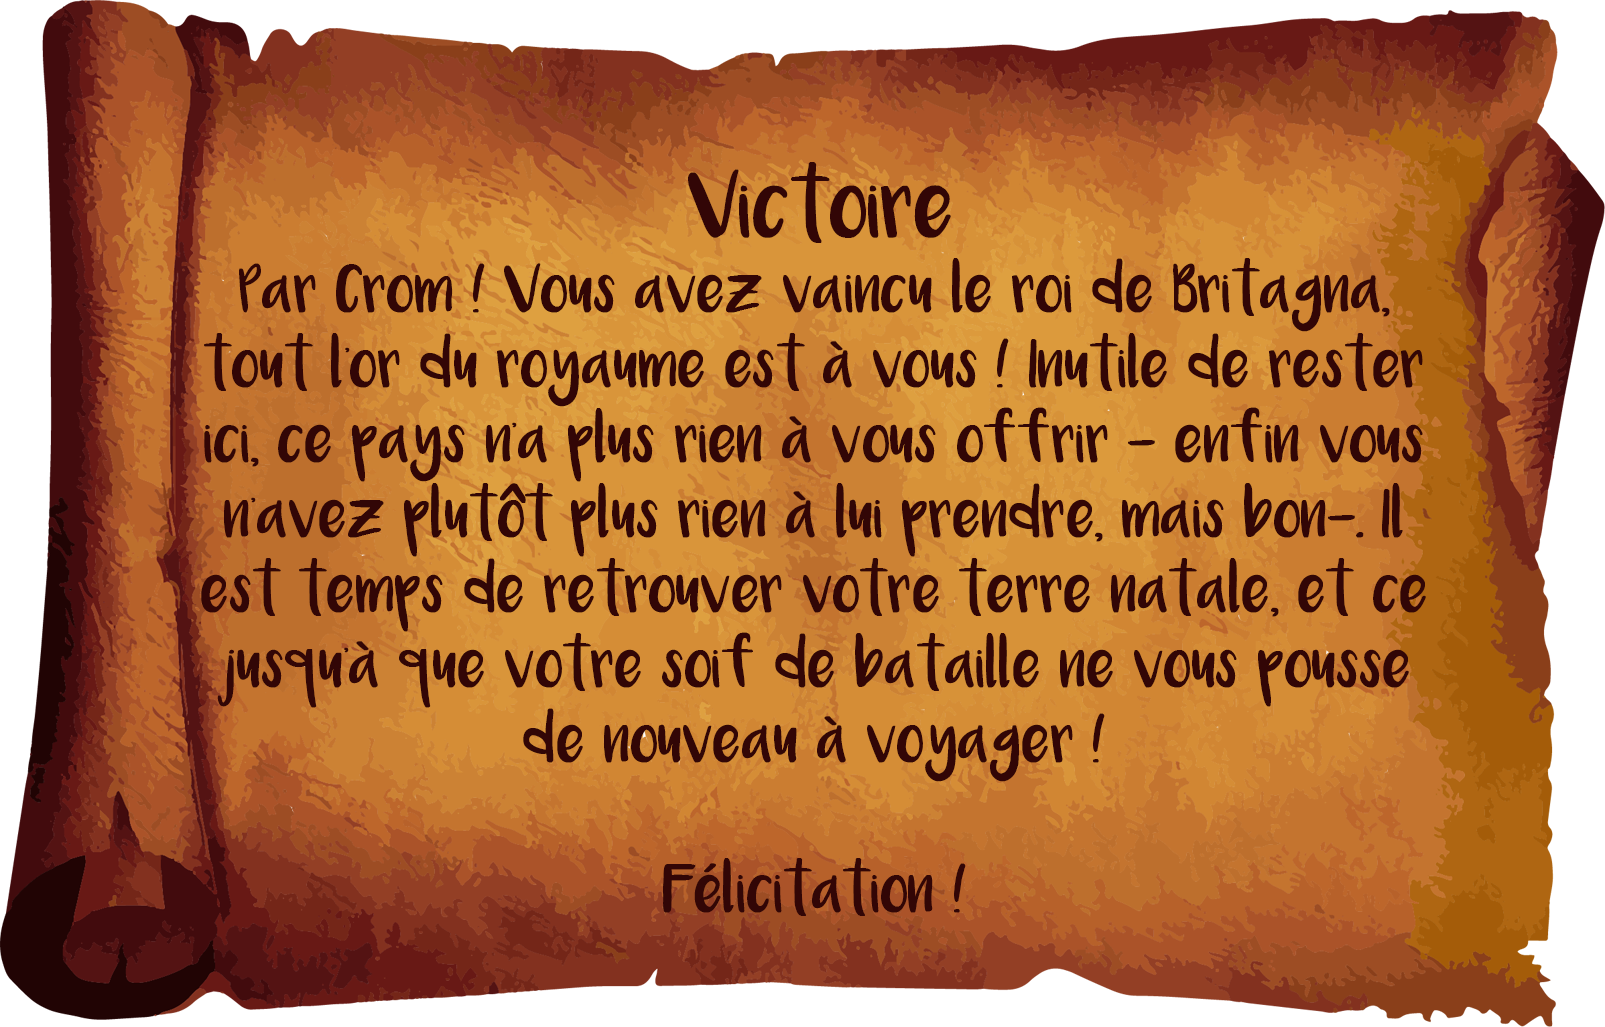 Victoire
Par Crom ! Vous avez vaincu le roi de Britagna,
tout l'or du royaume est à vous ! Inutile de rester
ici, ce pays n'a plus rien à vous offrir - enfin vous
n'avez plutôt plus rien à lui prendre, mais bon-. Il
est temps de retrouver votre terre natale, et ce
jusqu'à que votre soif de bataille ne vous pousse
de nouveau à voyager !
Félicitation !